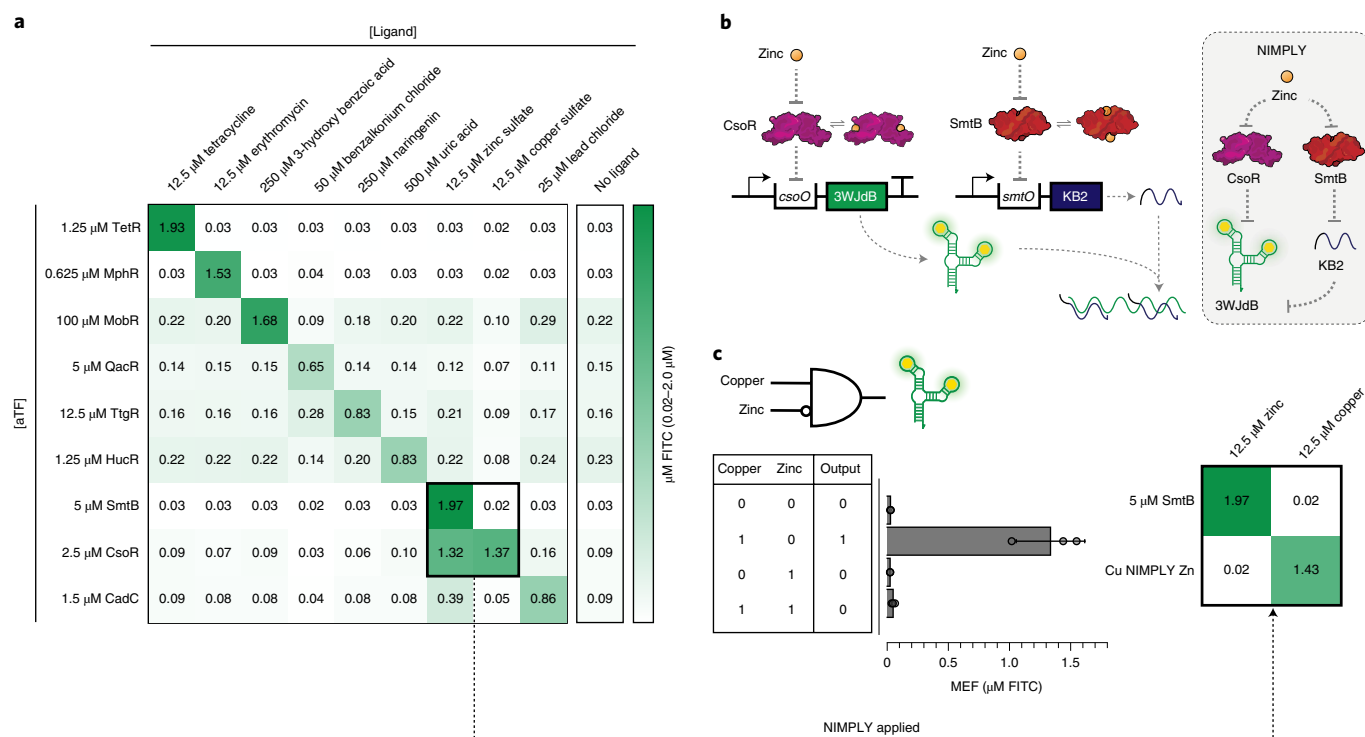 a
[Ligand]
12.5 µM tetracycline
12.5 µM erythromycin
250 µM 3-hydroxy benzoic acid
50 µM benzalkonium chloride
250 µM naringenin
500 µM uric acid
12.5 µM zinc sulfate
12.5 µM copper sulfate
25 µM lead chloride
No ligand
[aTF]
1.25 µM TetR 1.93 0.03 0.03 0.03 0.03 0.03 0.03 0.02 0.03 0.03
0.625 µM MphR 0.03 1.53 0.03 0.04 0.03 0.03 0.03 0.02 0.03 0.03
100 µM MobR 0.22 0.20 1.68 0.09 0.18 0.20 0.22 0.10 0.29 0.22
5 µM QacR 0.14 0.15 0.15 0.65 0.14 0.14 0.12 0.07 0.11 0.15
12.5 µM TtgR 0.16 0.16 0.16 0.28 0.83 0.15 0.21 0.09 0.17 0.16
1.25 µM HucR 0.22 0.22 0.22 0.14 0.20 0.83 0.22 0.08 0.24 0.23
5 µM SmtB 0.03 0.03 0.03 0.02 0.03 0.03 1.97 0.02 0.03 0.03
2.5 µM CsoR 0.09 0.07 0.09 0.03 0.06 0.10 1.32 1.37 0.16 0.09
1.5 µM CadC 0.09 0.08 0.08 0.04 0.08 0.08 0.39 0.05 0.86 0.09
µM FITC (0.02–2.0 µM)
b
Zinc
CsoR
csoO
3WJdB
Zinc
SmtB
smtO
KB2
NIMPLY
Zinc
CsoR
SmtB
KB2
3WJdB
c
Copper
Zinc
Copper Zinc Output
0 0 0
1 0 1
0 1 0
1 1 0
0 0.5 1.0 1.5
MEF (µM FITC)
12.5 µM zinc
12.5 µM copper
5 µM SmtB 1.97 0.02
Cu NIMPLY Zn 0.02 1.43
NIMPLY applied